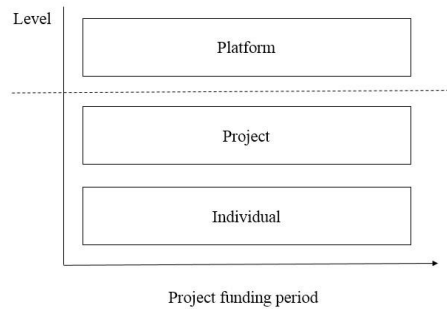 Level
Platform
Project
Individual
Project funding period